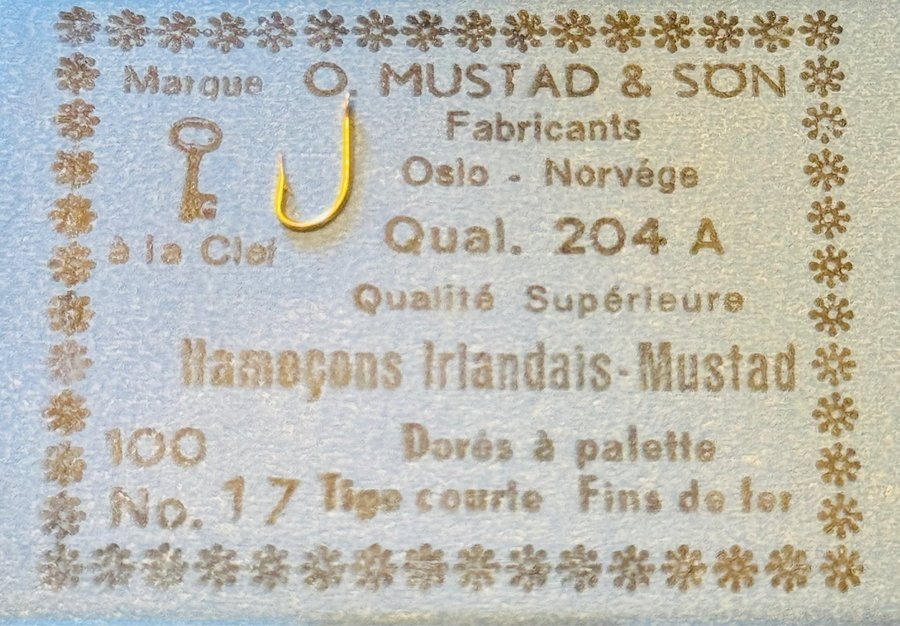 Marque O. MUSTAD & SÖN
Fabricants
Oslo - Norvége
à la Clef
Qual. 204 A
Qualité Supérieure
Hameçons Irlandais-Mustad
100 Dorés à palette
No. 17 Tige courte Fins de fer